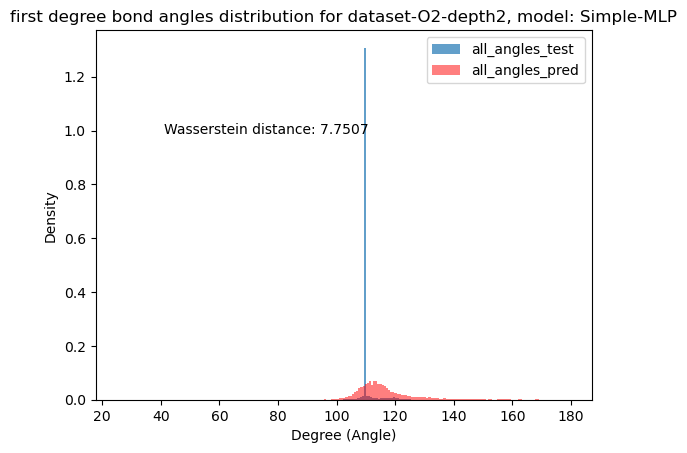 first degree bond angles distribution for dataset-O2-depth2, model: Simple-MLP
all_angles_test
all_angles_pred
Wasserstein distance: 7.7507
Density
1.2
1.0
0.8
0.6
0.4
0.2
0.0
20 40 60 80 100 120 140 160 180
Degree (Angle)